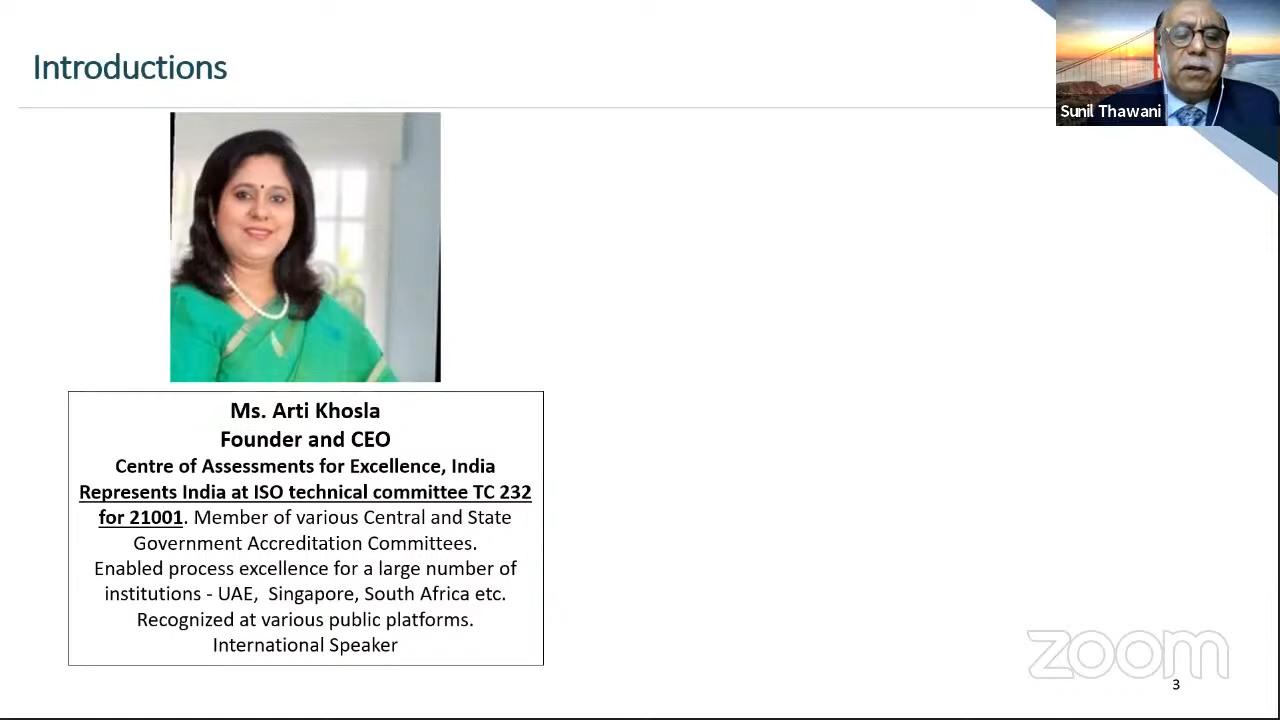 Introductions
Sunil Thawani
Ms. Arti Khosla
Founder and CEO
Centre of Assessments for Excellence, India
Represents India at ISO technical committee TC 232
for 21001. Member of various Central and State
Government Accreditation Committees.
Enabled process excellence for a large number of
institutions - UAE, Singapore, South Africa etc.
Recognized at various public platforms.
International Speaker
zoom
3